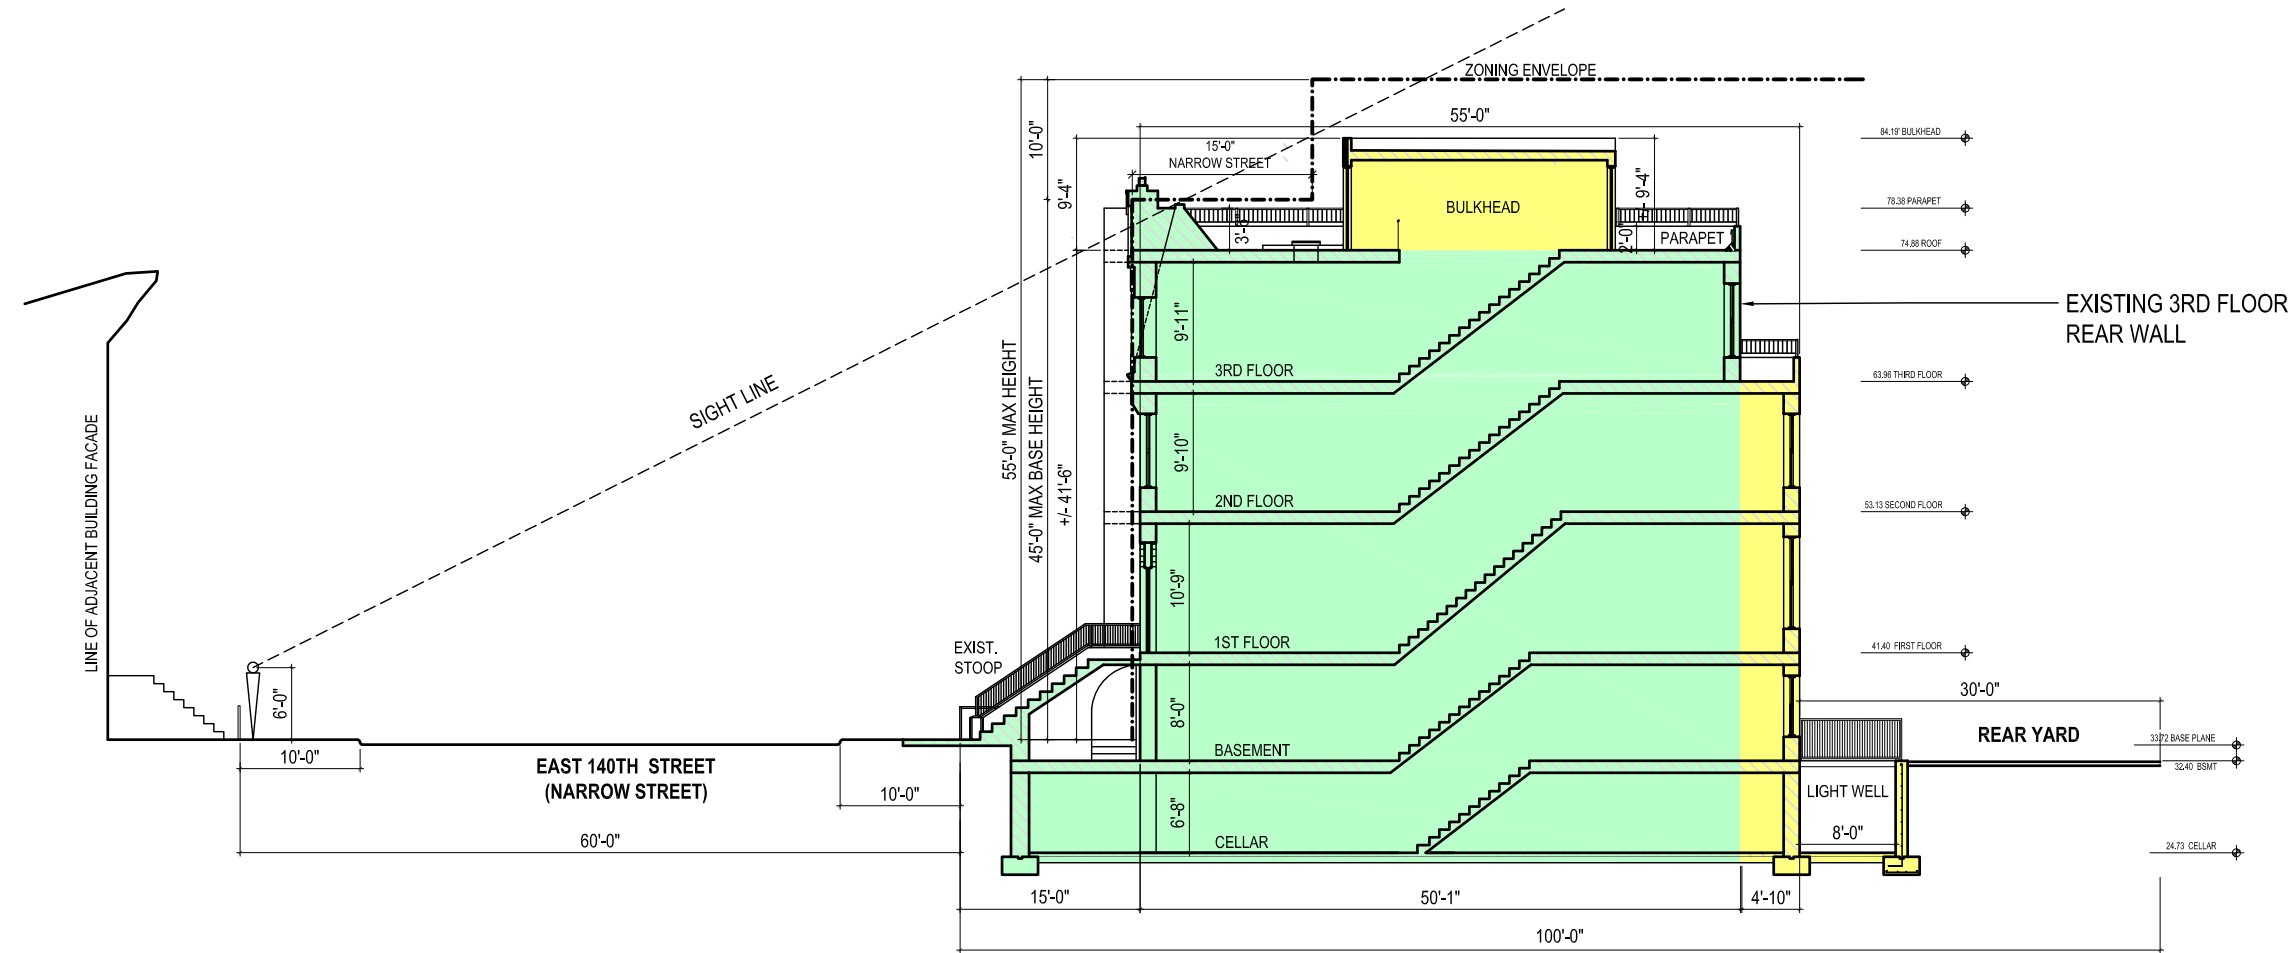 ZONING ENVELOPE
55'-0"
10'-0"
15'-0"
NARROW STREET
84.19' BULKHEAD
9'-4"
+/- 9'-4"
BULKHEAD
78.38 PARAPET
3'-6"
2'-0"
PARAPET
74.88 ROOF
EXISTING 3RD FLOOR
REAR WALL
9'-11"
3RD FLOOR
63.96 THIRD FLOOR
SIGHT LINE
55'-0" MAX HEIGHT
45'-0" MAX BASE HEIGHT
+/- 41'-6"
LINE OF ADJACENT BUILDING FACADE
9'-10"
2ND FLOOR
53.13 SECOND FLOOR
10'-9"
EXIST.
STOOP
1ST FLOOR
41.40 FIRST FLOOR
6'-0"
8'-0"
30'-0"
REAR YARD
33.72 BASE PLANE
BASEMENT
32.40 BSMT
10'-0"
EAST 140TH STREET
(NARROW STREET)
10'-0"
6'-8"
LIGHT WELL
8'-0"
60'-0"
CELLAR
24.73 CELLAR
15'-0"
50'-1"
4'-10"
100'-0"